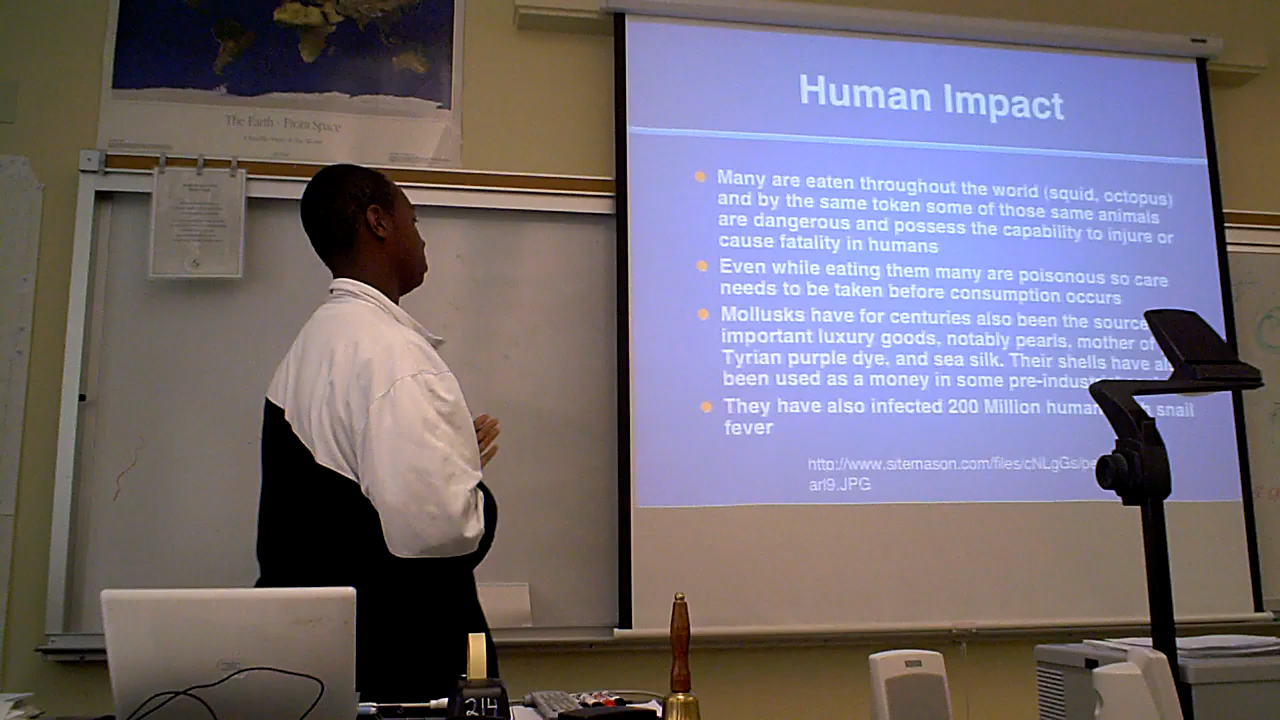 The Earth - From Space
Human Impact
Many are eaten throughout the world (squid, octopus)
and by the same token some of those same animals
are dangerous and possess the capability to injure or
cause fatality in humans
Even while eating them many are poisonous so care
needs to be taken before consumption occurs
Mollusks have for centuries also been the source
important luxury goods, notably pearls, mother of
Tyrian purple dye, and sea silk. Their shells have
been used as a money in some
They have also infected 200 Million snail
fever
http://www.sitemason.com/files/cNLgGs/pe
arl9.JPG
214